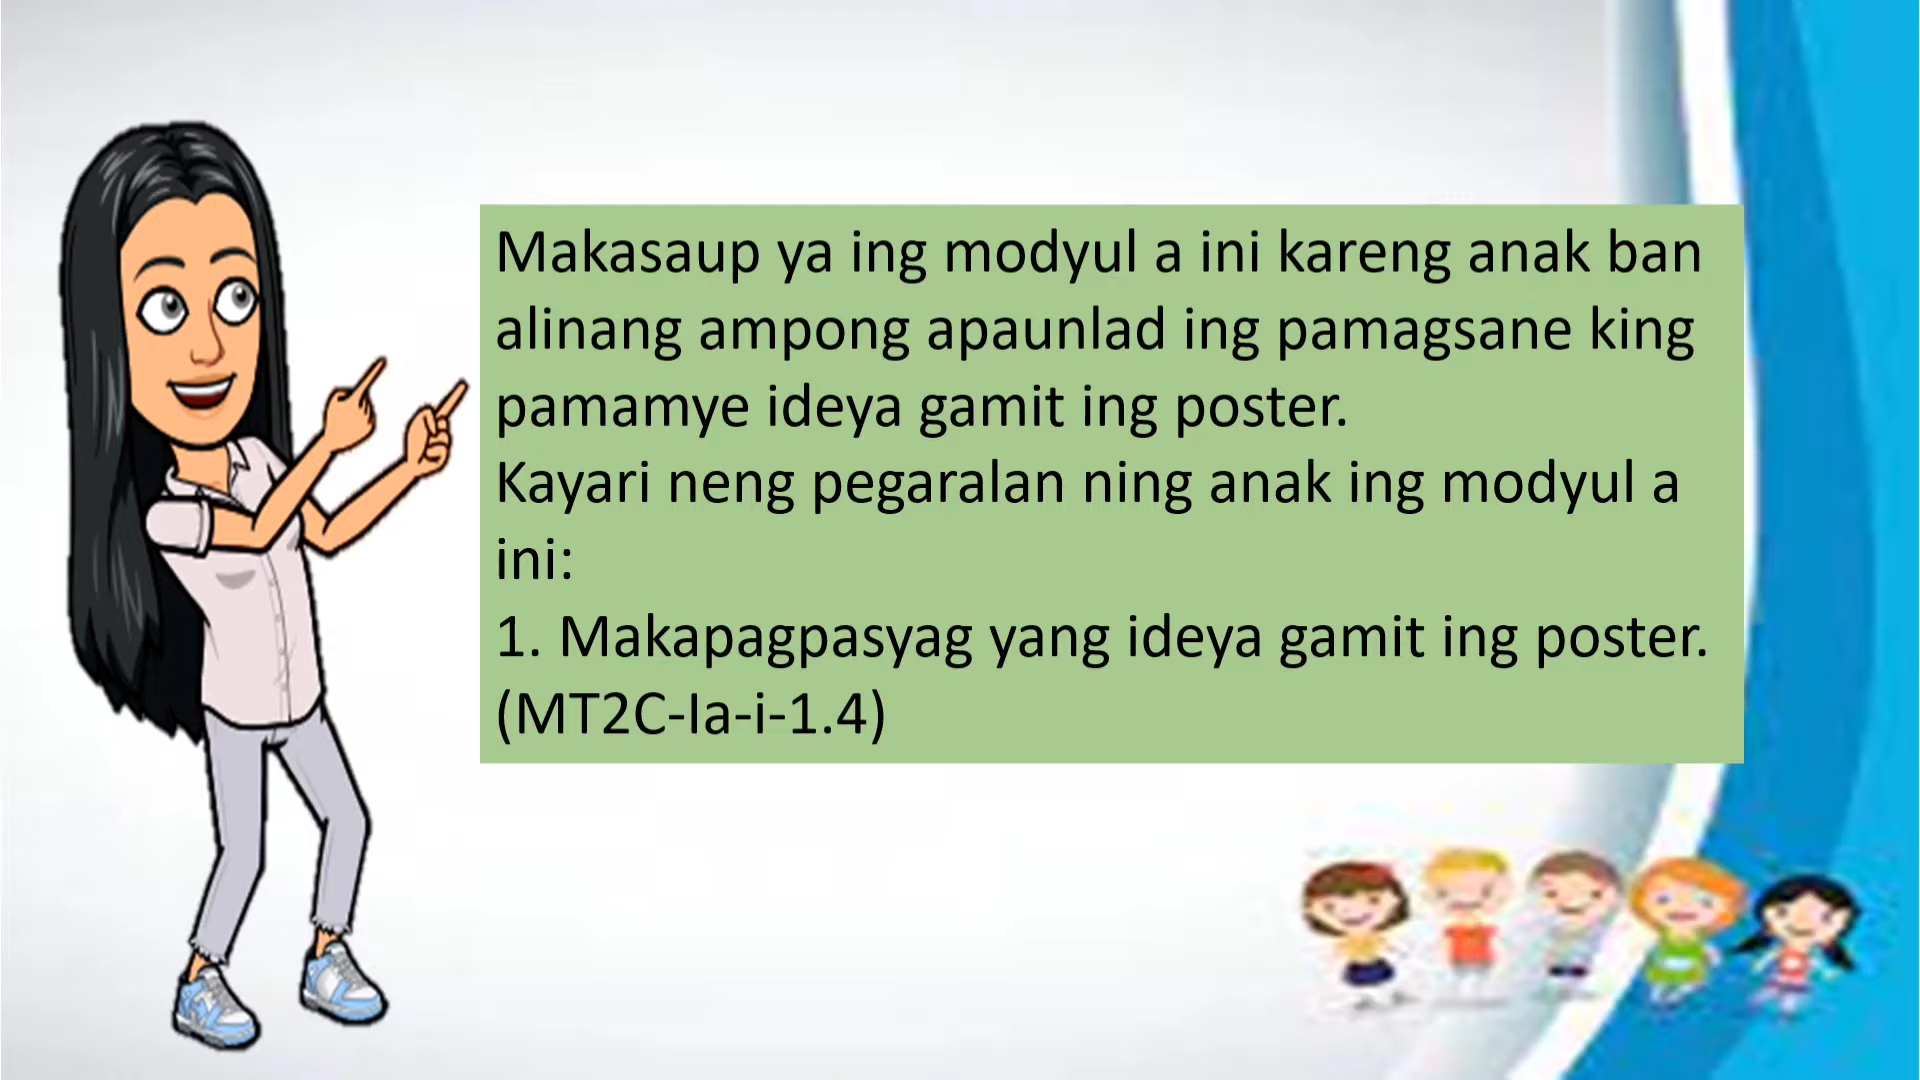 Makasaup ya ing modyul a ini kareng anak ban
alinang ampong apaunlad ing pamagsane king
pamamye ideya gamit ing poster.
Kayari neng pegaralan ning anak ing modyul a
ini:
1. Makapagpasyag yang ideya gamit ing poster.
(MT2C-Ia-i-1.4)